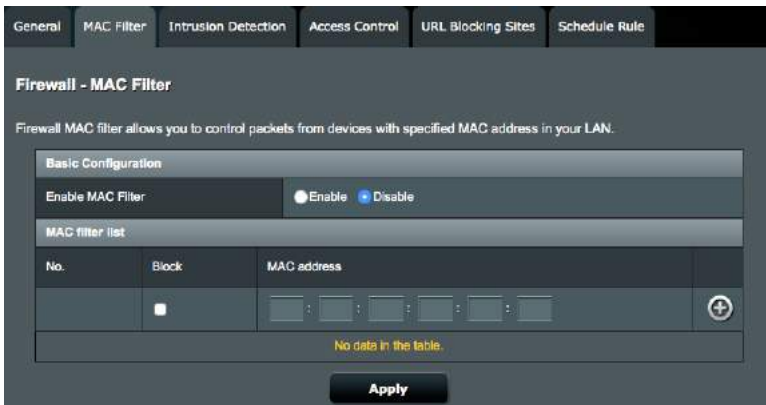 General MAC Filter Intrusion Detection Access Control URL Blocking Sites Schedule Rule
Firewall - MAC Filter
Firewall MAC filter allows you to control packets from devices with specified MAC address in your LAN.
Basic Configuration
Enable MAC Filter Enable Disable
MAC filter list
No. Block MAC address
: : : : :
No data in the table.
Apply